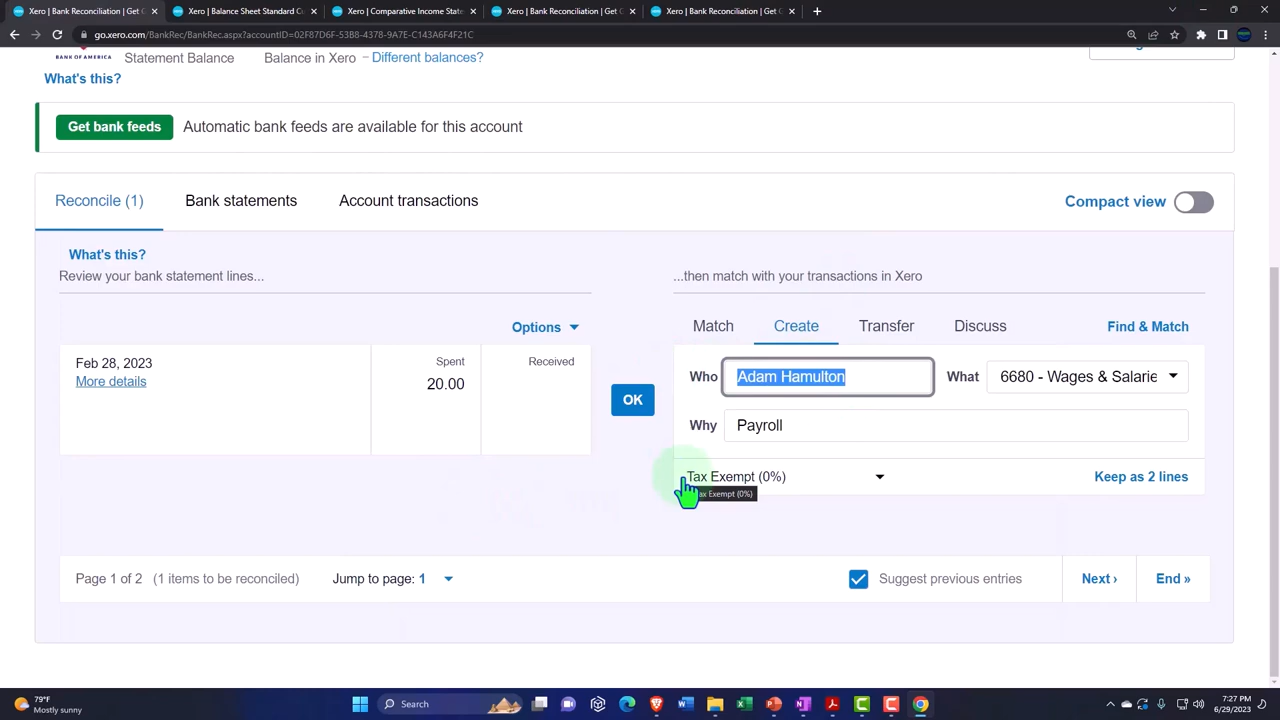 Xero | Bank Reconciliation | Get C
Xero | Balance Sheet Standard Co
Xero | Comparative Income State
Xero | Bank Reconciliation | Get C
Xero | Bank Reconciliation | Get C
go.xero.com/BankRec/BankRec.aspx?accountID=02F87D6F-53B8-4378-9A7E-C143A6F4F21C
BANK OF AMERICA
Statement Balance
Balance in Xero - Different balances?
What's this?
Get bank feeds
Automatic bank feeds are available for this account
Reconcile (1)
Bank statements
Account transactions
Compact view
What's this?
Review your bank statement lines...
...then match with your transactions in Xero
Options
Match
Create
Transfer
Discuss
Find & Match
Feb 28, 2023
Spent
Received
More details
20.00
OK
Who
Adam Hamulton
What
6680 - Wages & Salarie
Why
Payroll
Tax Exempt (0%)
Keep as 2 lines
Tax Exempt (0%)
Page 1 of 2 (1 items to be reconciled)
Jump to page: 1
Suggest previous entries
Next ›
End »
79°F
Mostly sunny
Search
7:27 PM
6/29/2023